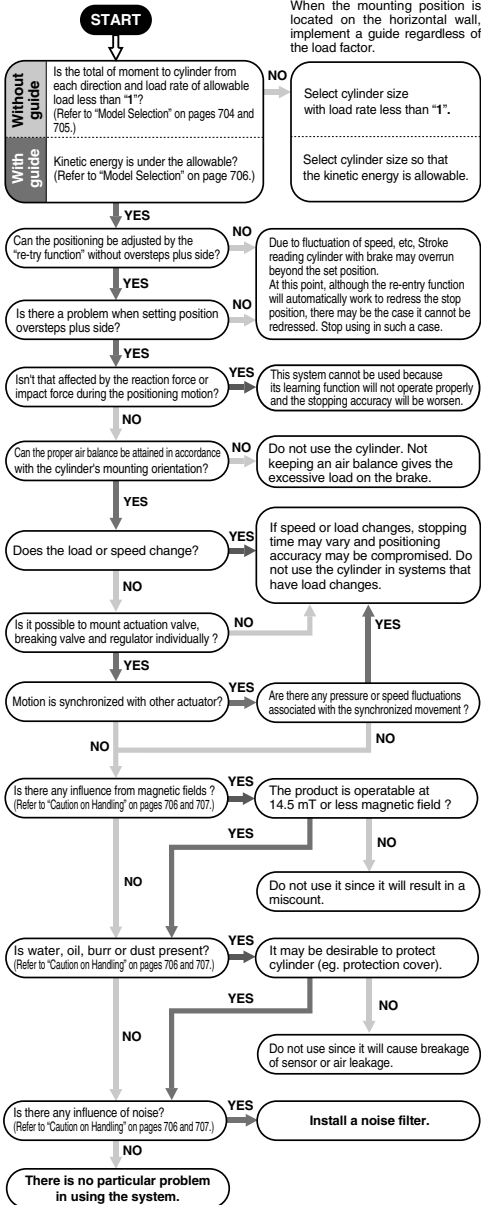 START
When the mounting position is
located on the horizontal wall,
implement a guide regardless of
the load factor.
Without
guide
Is the total of moment to cylinder from
each direction and load rate of allowable
load less than “1”?
(Refer to “Model Selection” on pages 704 and
705.)
NO
Select cylinder size
with load rate less than “1”.
With
guide
Kinetic energy is under the allowable?
(Refer to “Model Selection” on page 706.)
Select cylinder size so that
the kinetic energy is allowable.
YES
Can the positioning be adjusted by the
“re-try function” without oversteps plus side?
NO
Due to fluctuation of speed, etc, Stroke
reading cylinder with brake may overrun
beyond the set position.
At this point, although the re-entry function
will automatically work to redress the stop
position, there may be the case it cannot be
redressed. Stop using in such a case.
YES
Is there a problem when setting position
oversteps plus side?
NO
YES
Isn't that affected by the reaction force or
impact force during the positioning motion?
YES
This system cannot be used because
its learning function will not operate properly
and the stopping accuracy will be worsen.
NO
Can the proper air balance be attained in accordance
with the cylinder's mounting orientation?
NO
Do not use the cylinder. Not
keeping an air balance gives the
excessive load on the brake.
YES
Does the load or speed change?
YES
If speed or load changes, stopping
time may vary and positioning
accuracy may be compromised. Do
not use the cylinder in systems that
have load changes.
NO
Is it possible to mount actuation valve,
breaking valve and regulator individually ?
NO
YES
YES
Motion is synchronized with other actuator?
YES
Are there any pressure or speed fluctuations
associated with the synchronized movement ?
NO
NO
Is there any influence from magnetic fields ?
(Refer to “Caution on Handling” on pages 706 and 707.)
YES
The product is operatable at
14.5 mT or less magnetic field ?
YES
NO
NO
Do not use it since it will result in a
miscount.
Is water, oil, burr or dust present?
(Refer to “Caution on Handling” on pages 706 and 707.)
YES
It may be desirable to protect
cylinder (eg. protection cover).
YES
NO
NO
Do not use since it will cause breakage
of sensor or air leakage.
Is there any influence of noise?
(Refer to “Caution on Handling” on pages 706 and 707.)
YES
Install a noise filter.
NO
There is no particular problem
in using the system.